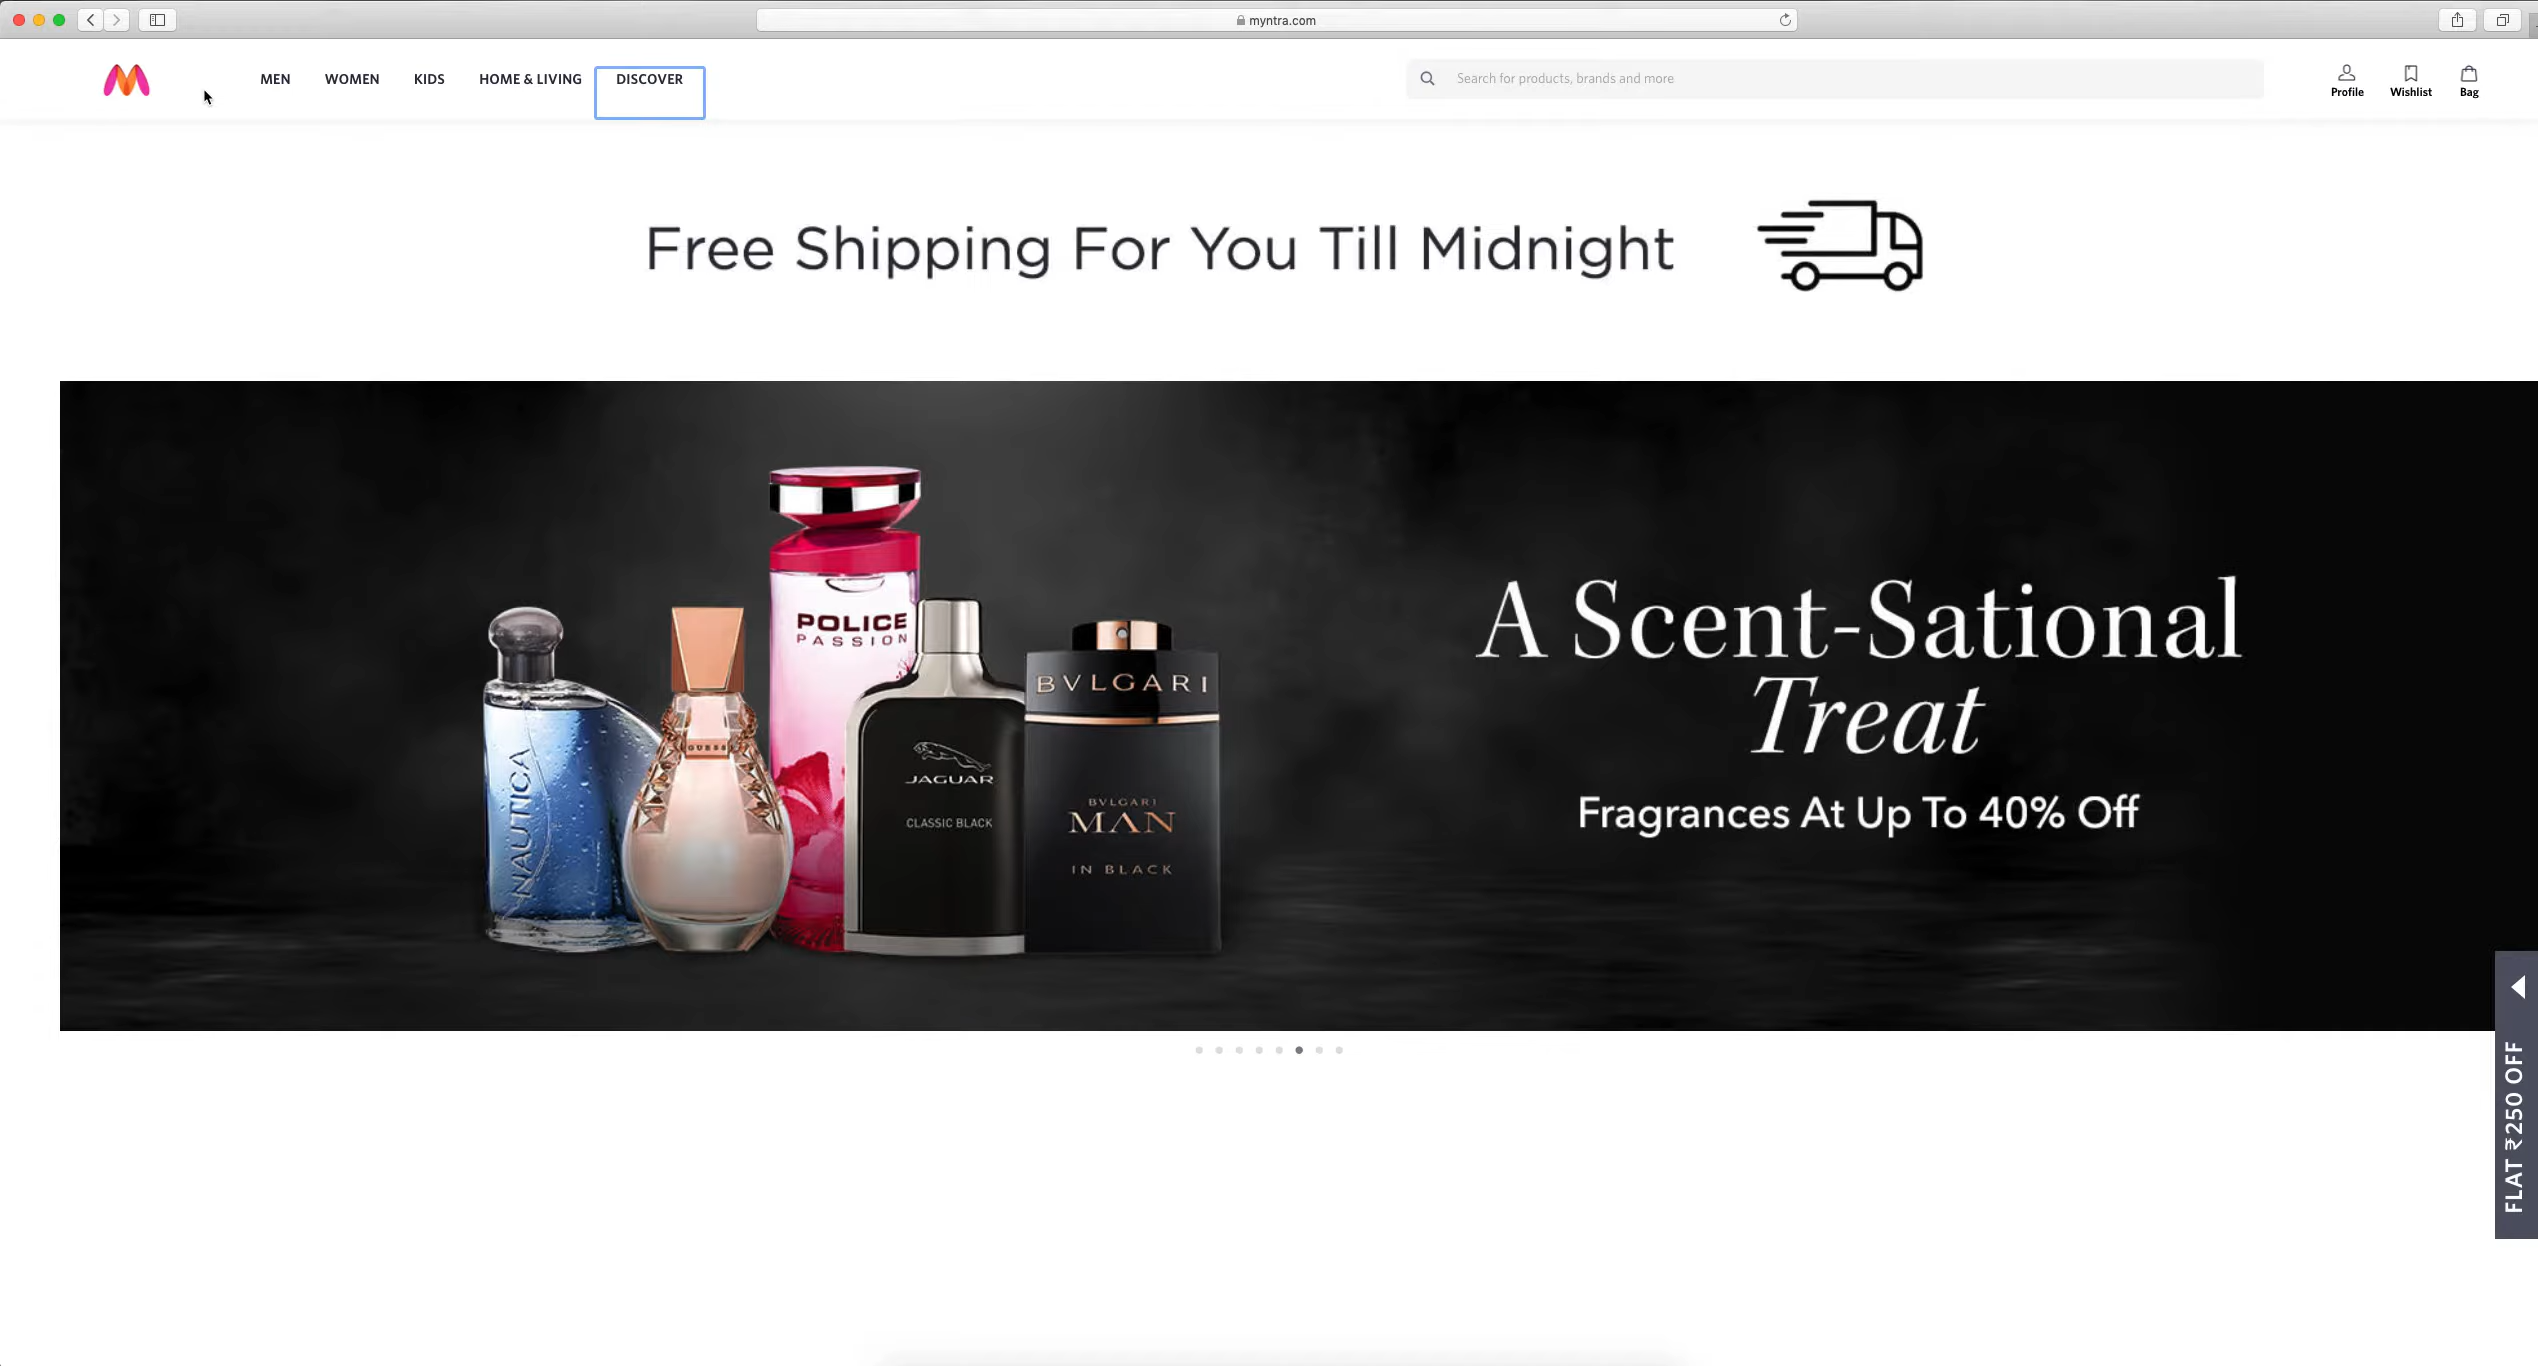 myntra.com
MEN WOMEN KIDS HOME & LIVING DISCOVER
Search for products, brands and more
Profile Wishlist Bag
Free Shipping For You Till Midnight
POLICE
PASSION
NAUTICA
GUESS
JAGUAR
CLASSIC BLACK
BVLGARI
BVLGARI
MAN
IN BLACK
A Scent-Sational
Treat
Fragrances At Up To 40% Off
FLAT ₹250 OFF